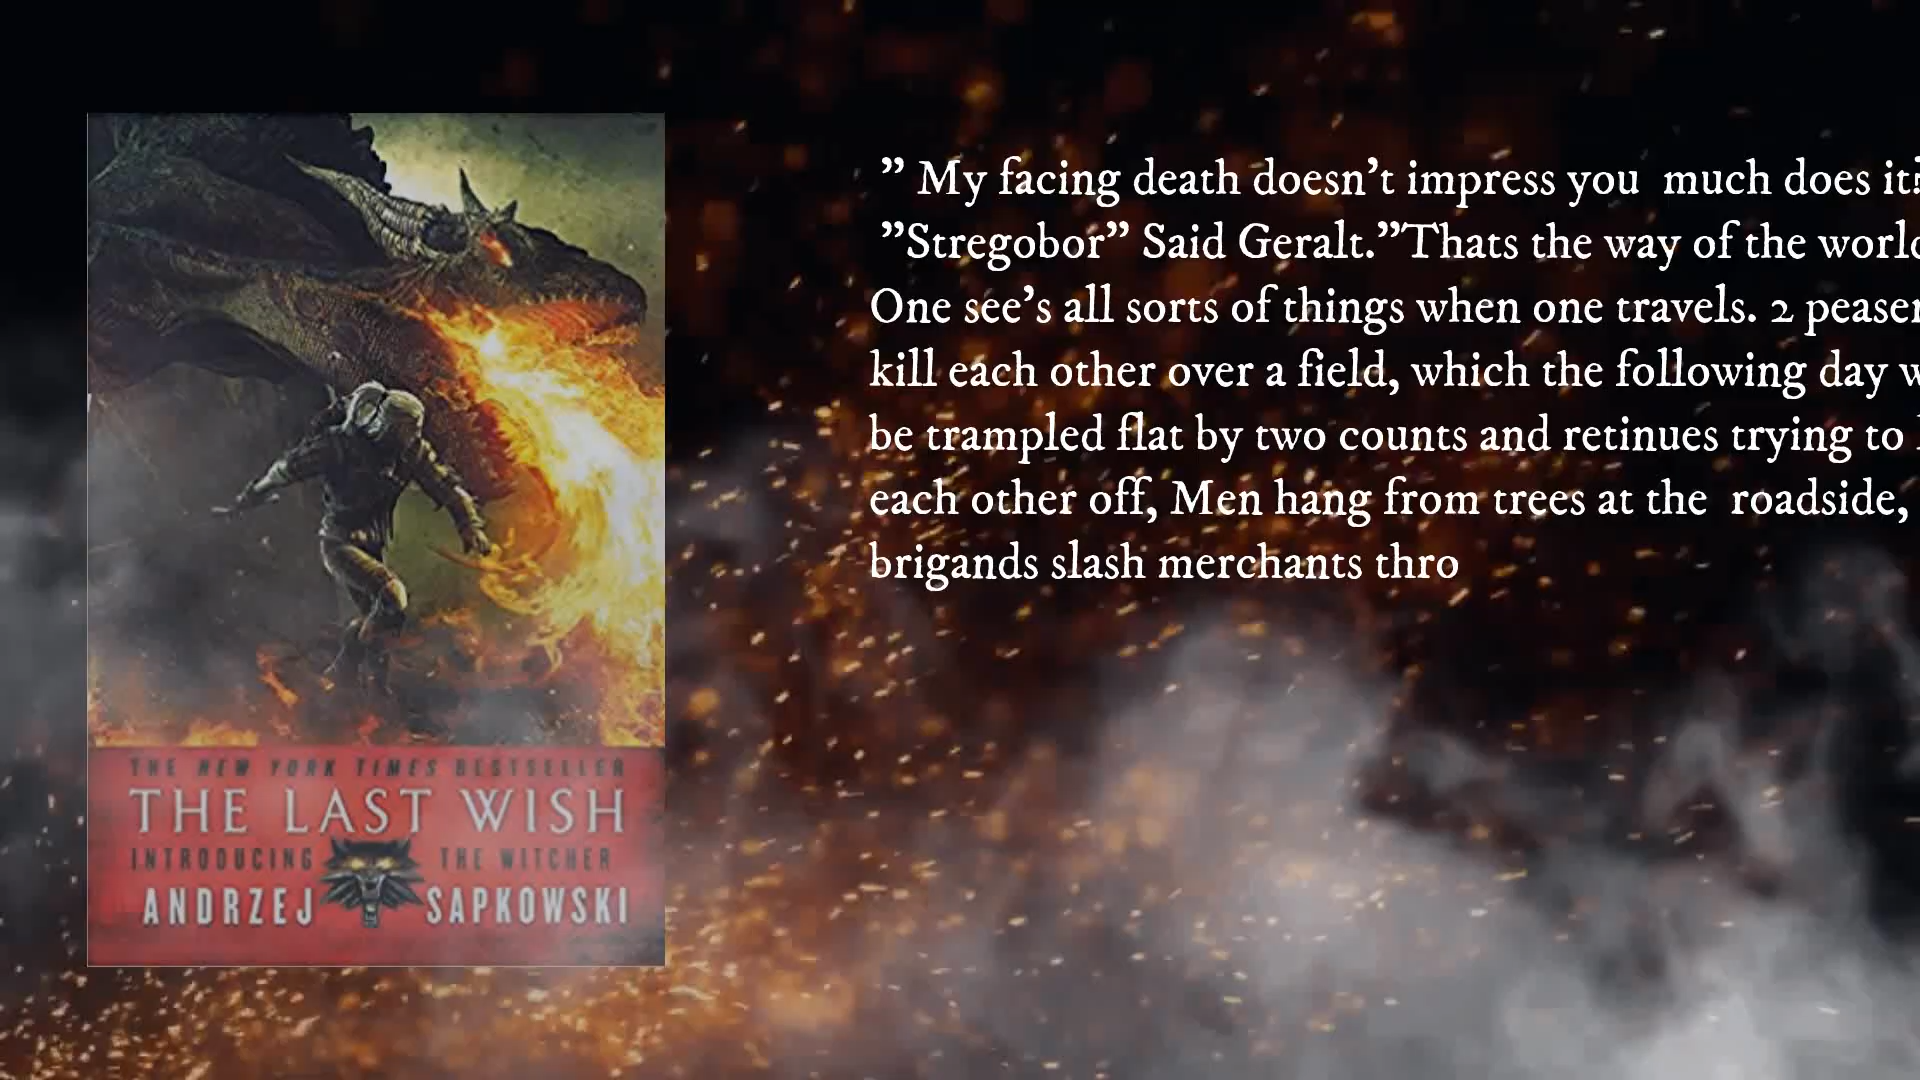 THE NEW YORK TIMES BESTSELLER
THE LAST WISH
INTRODUCING THE WITCHER
ANDRZEJ SAPKOWSKI
” My facing death doesn’t impress you  much does it?
”Stregobor” Said Geralt.”Thats the way of the world
One see’s all sorts of things when one travels. 2 peasen
kill each other over a field, which the following day w
be trampled flat by two counts and retinues trying to
each other off, Men hang from trees at the  roadside,
brigands slash merchants thro